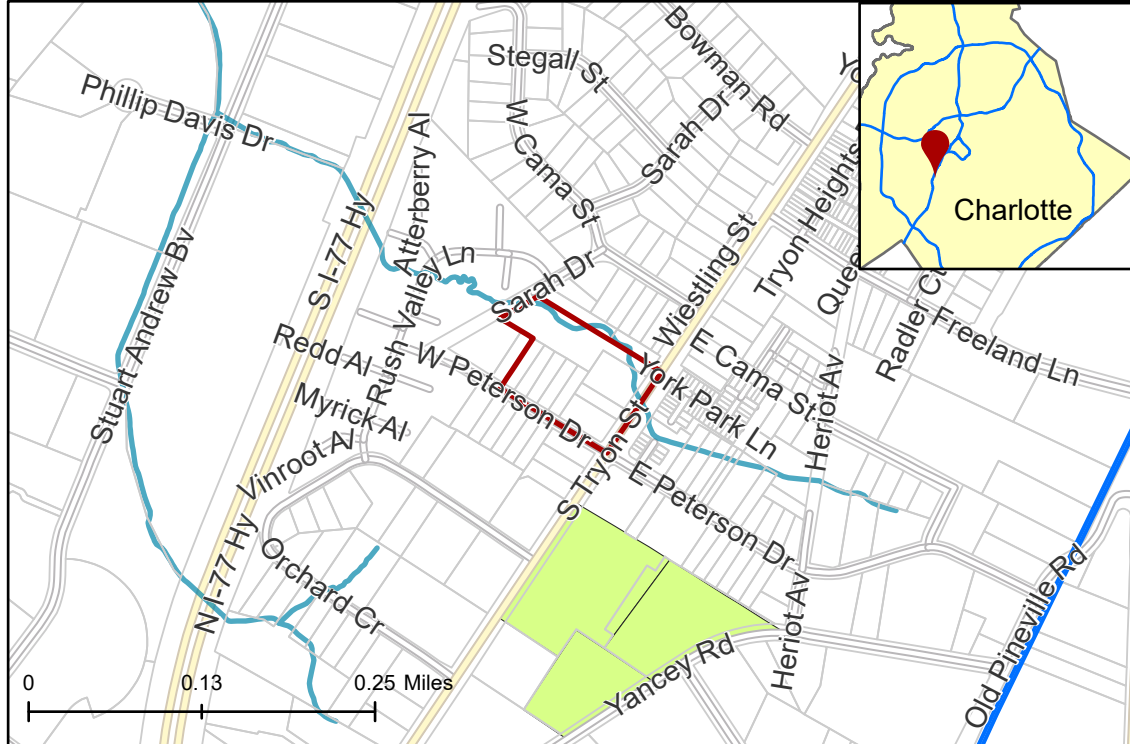 Bowman Rd
Yo
Stegall St
Phillip Davis Dr
W Cama St
Sarah Dr
Atterberry Al
Tryon Heights
Charlotte
S I-77 Hy
Rush Valley Ln
Sarah Dr
Wiestling St
Quee
Radler Ct
Freeland Ln
Stuart Andrew Bv
Redd Al
W Peterson Dr
York Park Ln
E Cama St
Heriot Av
Myrick Al
Vinroot Al
S Tryon St
E Peterson Dr
N I-77 Hy
Orchard Cr
Heriot Av
Yancey Rd
Old Pineville Rd
0 0.13 0.25 Miles